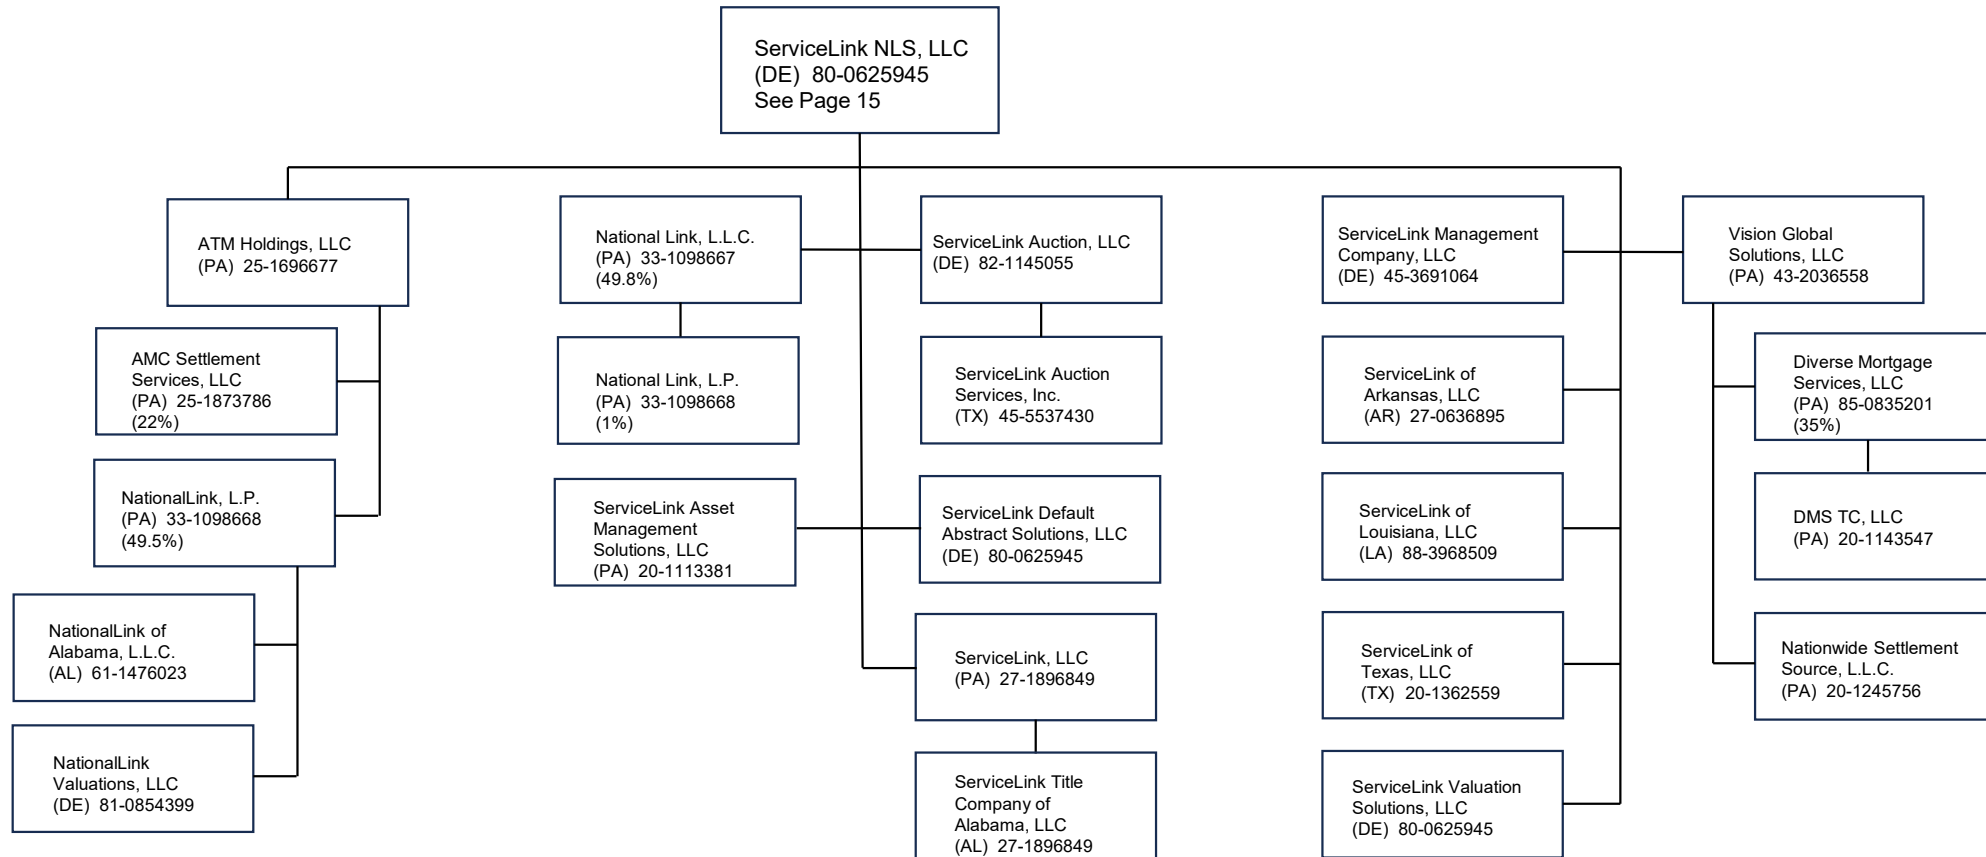 ServiceLink NLS, LLC
(DE) 80-0625945
See Page 15
ATM Holdings, LLC
(PA) 25-1696677
AMC Settlement
Services, LLC
(PA) 25-1873786
(22%)
NationalLink, L.P.
(PA) 33-1098668
(49.5%)
NationalLink of
Alabama, L.L.C.
(AL) 61-1476023
NationalLink
Valuations, LLC
(DE) 81-0854399
National Link, L.L.C.
(PA) 33-1098667
(49.8%)
National Link, L.P.
(PA) 33-1098668
(1%)
ServiceLink Auction, LLC
(DE) 82-1145055
ServiceLink Auction
Services, Inc.
(TX) 45-5537430
ServiceLink Asset
Management
Solutions, LLC
(PA) 20-1113381
ServiceLink Default
Abstract Solutions, LLC
(DE) 80-0625945
ServiceLink, LLC
(PA) 27-1896849
ServiceLink Title
Company of
Alabama, LLC
(AL) 27-1896849
ServiceLink Management
Company, LLC
(DE) 45-3691064
ServiceLink of
Arkansas, LLC
(AR) 27-0636895
ServiceLink of
Louisiana, LLC
(LA) 88-3968509
ServiceLink of
Texas, LLC
(TX) 20-1362559
ServiceLink Valuation
Solutions, LLC
(DE) 80-0625945
Vision Global
Solutions, LLC
(PA) 43-2036558
Diverse Mortgage
Services, LLC
(PA) 85-0835201
(35%)
DMS TC, LLC
(PA) 20-1143547
Nationwide Settlement
Source, L.L.C.
(PA) 20-1245756